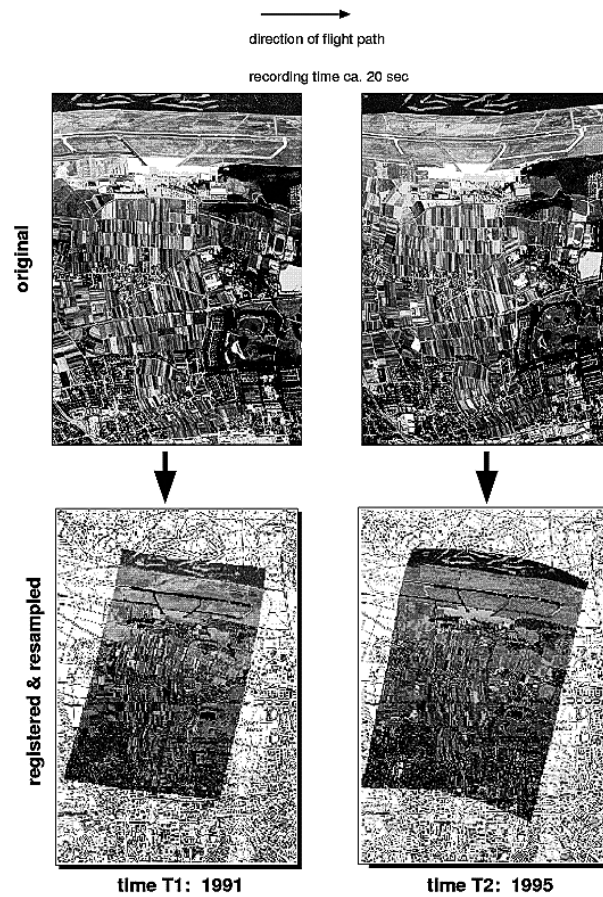 direction of flight path
recording time ca. 20 sec
original
registered & resampled
time T1: 1991
time T2: 1995